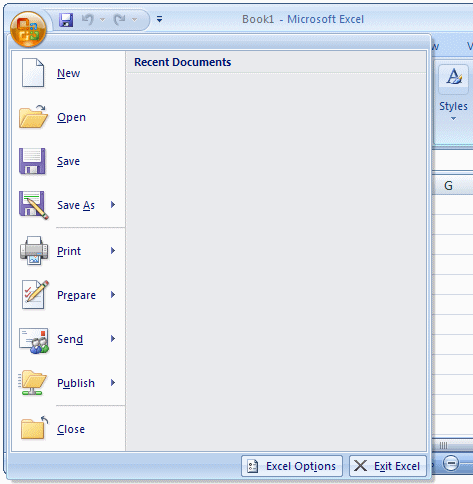 Book1 - Microsoft Excel
Recent Documents
New
Open
Save
Save As
Print
Prepare
Send
Publish
Close
Styles
G
Excel Options
Exit Excel